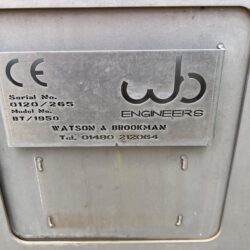 CE
Serial No.
0120/265
Model No.
BT/1950
wb
ENGINEERS
WATSON & BROOKMAN
Tel. 01480 212064